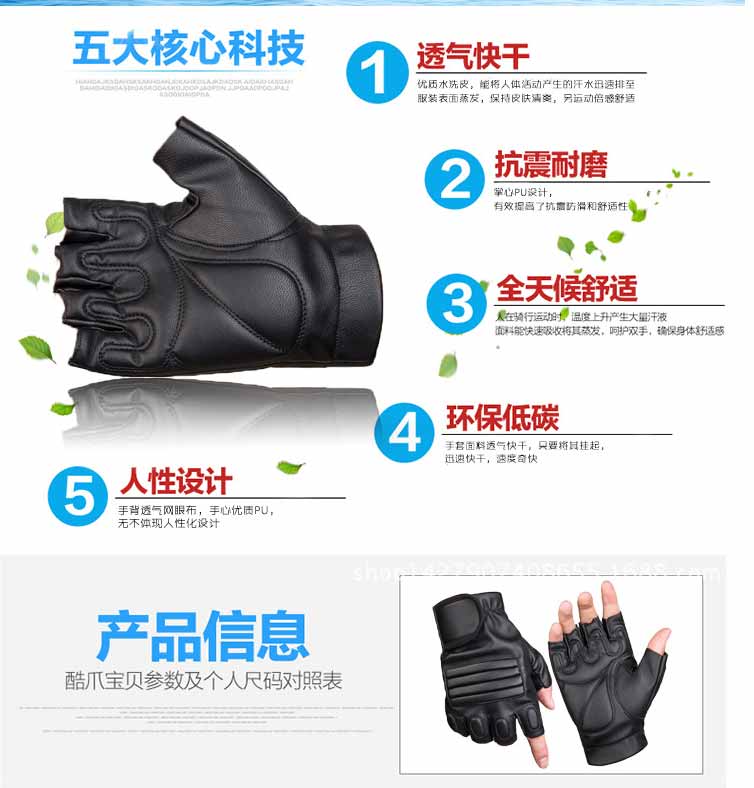 五大核心科技
1
透气快干
优质水洗皮，能将人体活动产生的汗水迅速排至
服装表面蒸发，保持皮肤清爽，另运动倍感舒适
2
抗震耐磨
掌心PU设计，
有效提高了抗震防滑和舒适性
3
全天候舒适
人在骑行运动时，温度上升产生大量汗液
面料能快速吸收将其蒸发，呵护双手，确保身体舒适感
。
4
环保低碳
手套面料透气快干，只要将其挂起，
迅速快干，速度奇快
5
人性设计
手背透气网眼布，手心优质PU，
无不体现人性化设计
产品信息
酷爪宝贝参数及个人尺码对照表